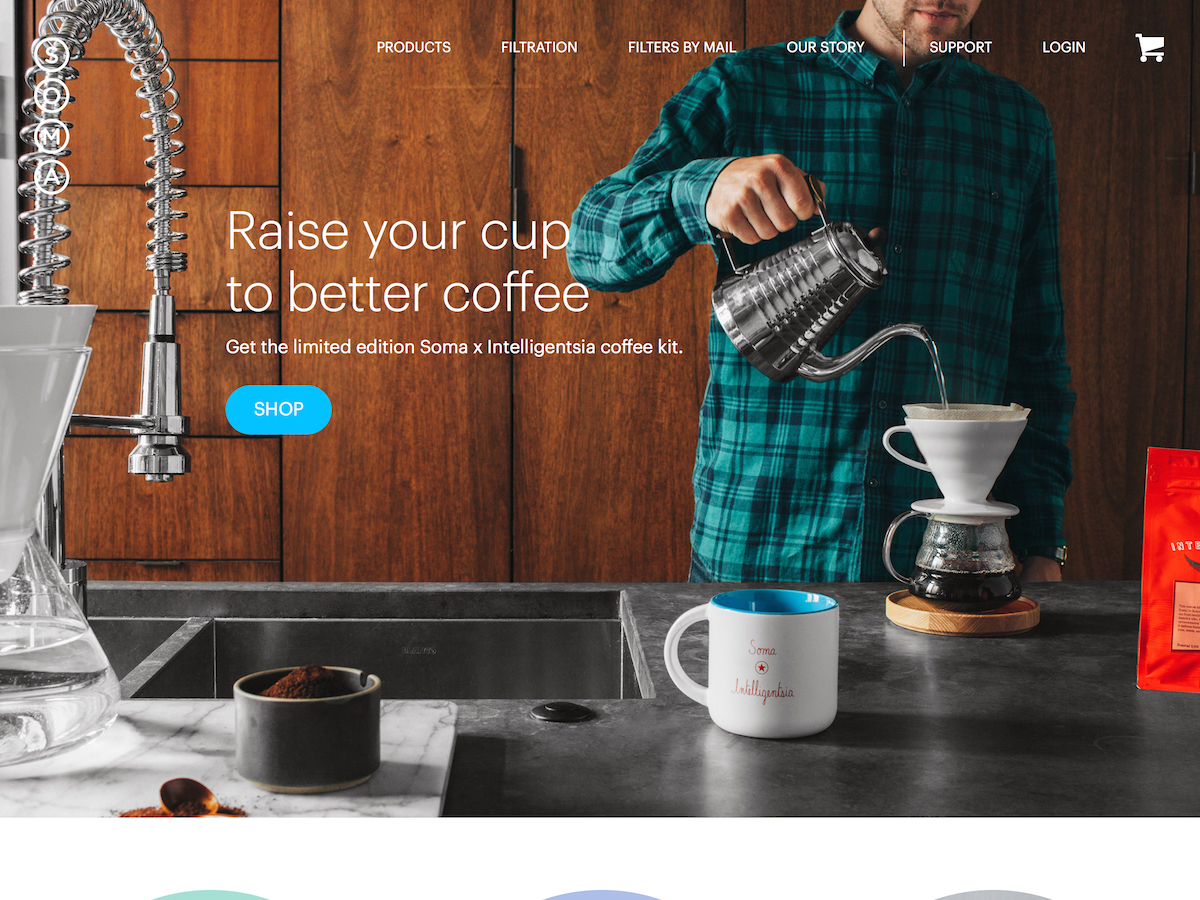 S
O
M
A
PRODUCTS FILTRATION FILTERS BY MAIL OUR STORY SUPPORT LOGIN
Raise your cup
to better coffee
Get the limited edition Soma x Intelligentsia coffee kit.
SHOP
Soma
Intelligentsia
INTE